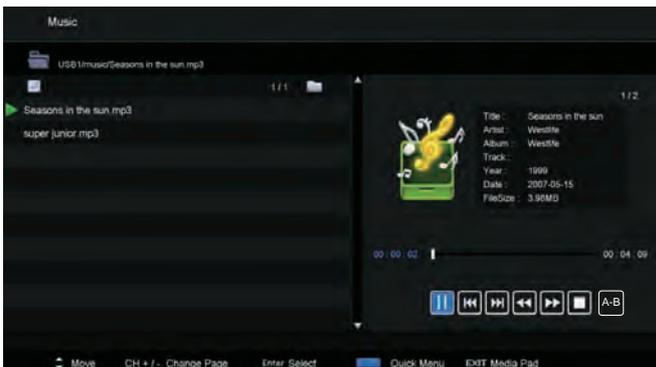 Music
USB1/music/Seasons in the sun.mp3
1/1
Seasons in the sun.mp3
super junior.mp3
1/2
Title : Seasons in the sun
Artist : Westlife
Album : Westlife
Track :
Year : 1999
Date : 2007-05-15
FileSize : 3.98MB
00:00:02 00:04:09
A-B
Move CH + / - Change Page Enter Select Quick Menu EXIT Media Pad